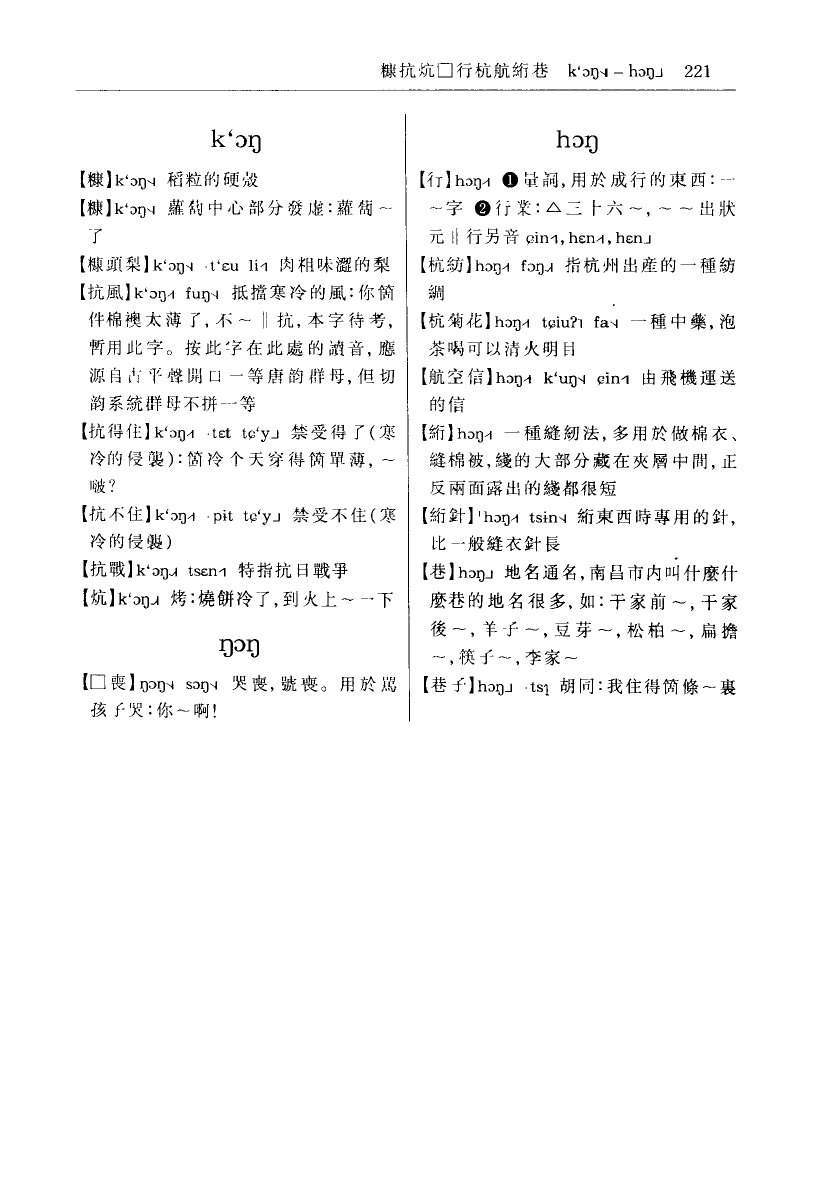 糠抗炕□行杭航絎巷 kʻɔŋ˨ – hɔŋ˩ 221
kʻɔŋ
【糠】kʻɔŋ 稻粒的硬殼
【糠】kʻɔŋ 蘿蔔中心部分發虛：蘿蔔～
了
【糠頭梨】kʻɔŋ ·tʻɛu li 肉粗味澀的梨
【抗風】kʻɔŋ fuŋ 抵擋寒冷的風：你箇
件棉襖太薄了，不～‖抗，本字待考，
暫用此字。按此字在此處的讀音，應
源自古平聲開口一等唐韵群母，但切
韵系統群母不拼一等
【抗得住】kʻɔŋ ·tɛt tɕʻy˩ 禁受得了（寒
冷的侵襲）：箇冷个天穿得箇單薄，～
啵？
【抗不住】kʻɔŋ ·pɨt tɕʻy˩ 禁受不住（寒
冷的侵襲）
【抗戰】kʻɔŋ tsɛn 特指抗日戰爭
【炕】kʻɔŋ 烤：燒餅冷了，到火上～一下
ŋɔŋ
【□喪】ŋɔŋ sɔŋ 哭喪，號喪。用於罵
孩子哭：你～啊！
hɔŋ
【行】hɔŋ ❶量詞，用於成行的東西：一
～字 ❷行業：△三十六～，～～出狀
元‖行另音 ɕin，hɛn，hɛn˩
【杭紡】hɔŋ fɔŋ 指杭州出産的一種紡
綢
【杭菊花】hɔŋ tɕiuʔ fa 一種中藥，泡
茶喝可以清火明目
【航空信】hɔŋ kʻuŋ ɕin 由飛機運送
的信
【絎】hɔŋ 一種縫紉法，多用於做棉衣、
縫棉被，綫的大部分藏在夾層中間，正
反兩面露出的綫都很短
【絎針】hɔŋ tsɨn 絎東西時專用的針，
比一般縫衣針長
【巷】hɔŋ˩ 地名通名，南昌市内叫什麼什
麼巷的地名很多，如：干家前～，干家
後～，羊子～，豆芽～，松柏～，扁擔
～，筷子～，李家～
【巷子】hɔŋ˩ ·tsɿ 胡同：我住得箇條～裏